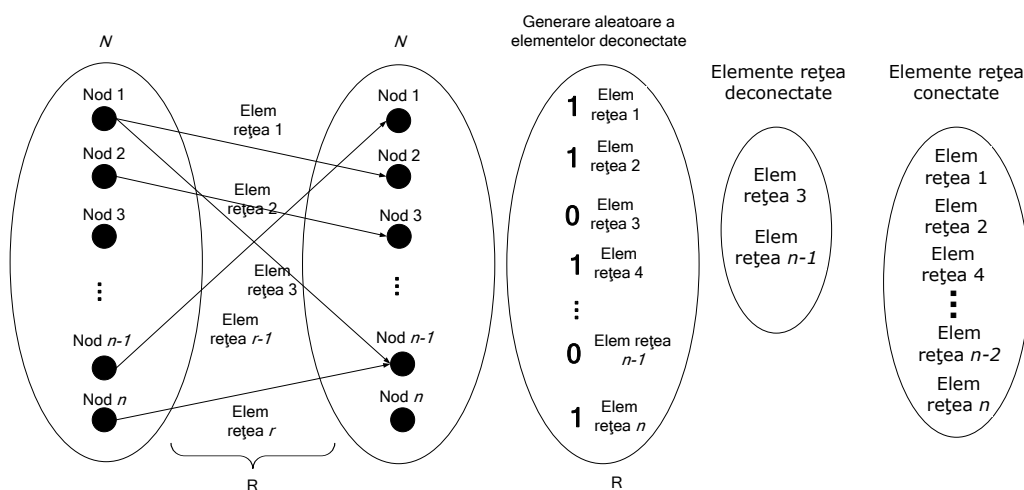 N
Nod 1
Nod 2
Nod 3
Nod n-1
Nod n
Elem
reţea 1
Elem
reţea 2
Elem
reţea 3
Elem
reţea r-1
Elem
reţea r
R
N
Nod 1
Nod 2
Nod 3
Nod n-1
Nod n
Generare aleatoare a
elementelor deconectate
1 Elem
reţea 1
1 Elem
reţea 2
0 Elem
reţea 3
1 Elem
reţea 4
0 Elem reţea
n-1
1 Elem
reţea n
R
Elemente reţea
deconectate
Elem
reţea 3
Elem
reţea n-1
Elemente reţea
conectate
Elem
reţea 1
Elem
reţea 2
Elem
reţea 4
Elem
reţea n-2
Elem
reţea n